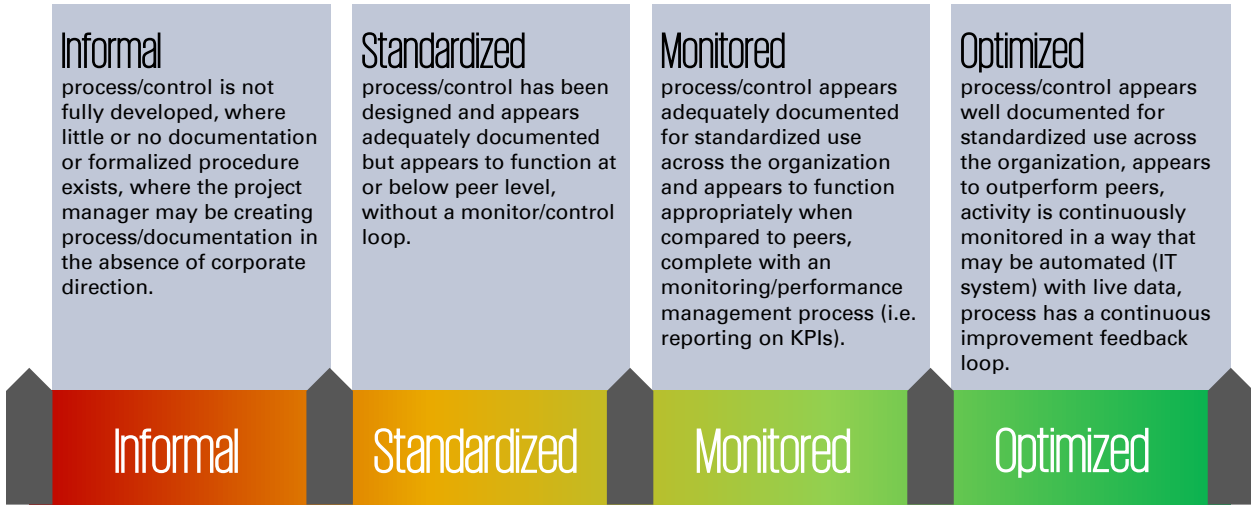 Informal
process/control is not
fully developed, where
little or no documentation
or formalized procedure
exists, where the project
manager may be creating
process/documentation in
the absence of corporate
direction.
Standardized
process/control has been
designed and appears
adequately documented
but appears to function at
or below peer level,
without a monitor/control
loop.
Monitored
process/control appears
adequately documented
for standardized use
across the organization
and appears to function
appropriately when
compared to peers,
complete with an
monitoring/performance
management process (i.e.
reporting on KPIs).
Optimized
process/control appears
well documented for
standardized use across
the organization, appears
to outperform peers,
activity is continuously
monitored in a way that
may be automated (IT
system) with live data,
process has a continuous
improvement feedback
loop.
Informal
Standardized
Monitored
Optimized